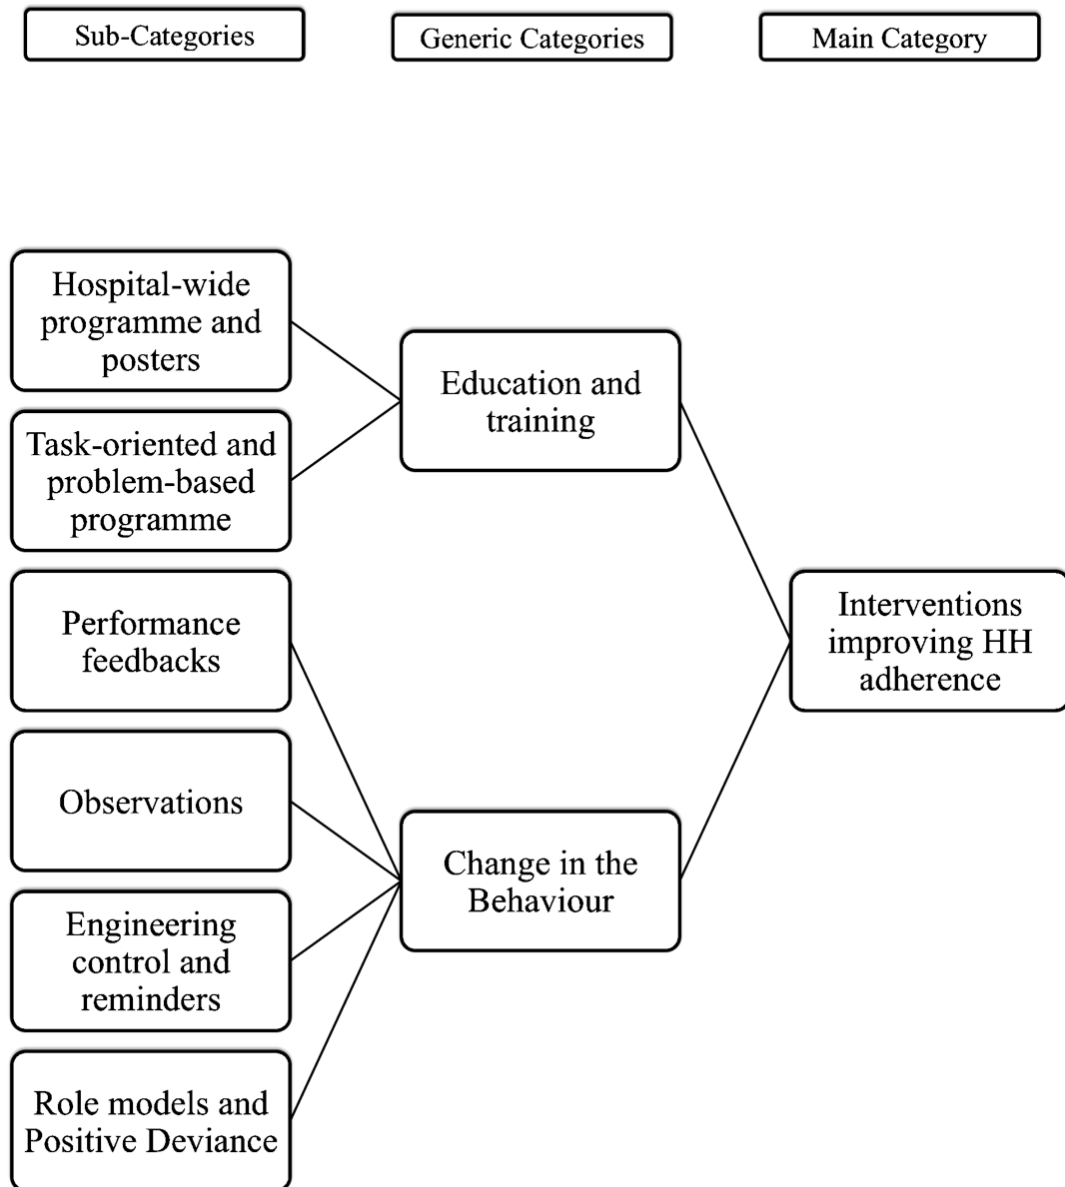 Sub-Categories
Generic Categories
Main Category
Hospital-wide
programme and
posters
Task-oriented and
problem-based
programme
Performance
feedbacks
Observations
Engineering
control and
reminders
Role models and
Positive Deviance
Education and
training
Change in the
Behaviour
Interventions
improving HH
adherence